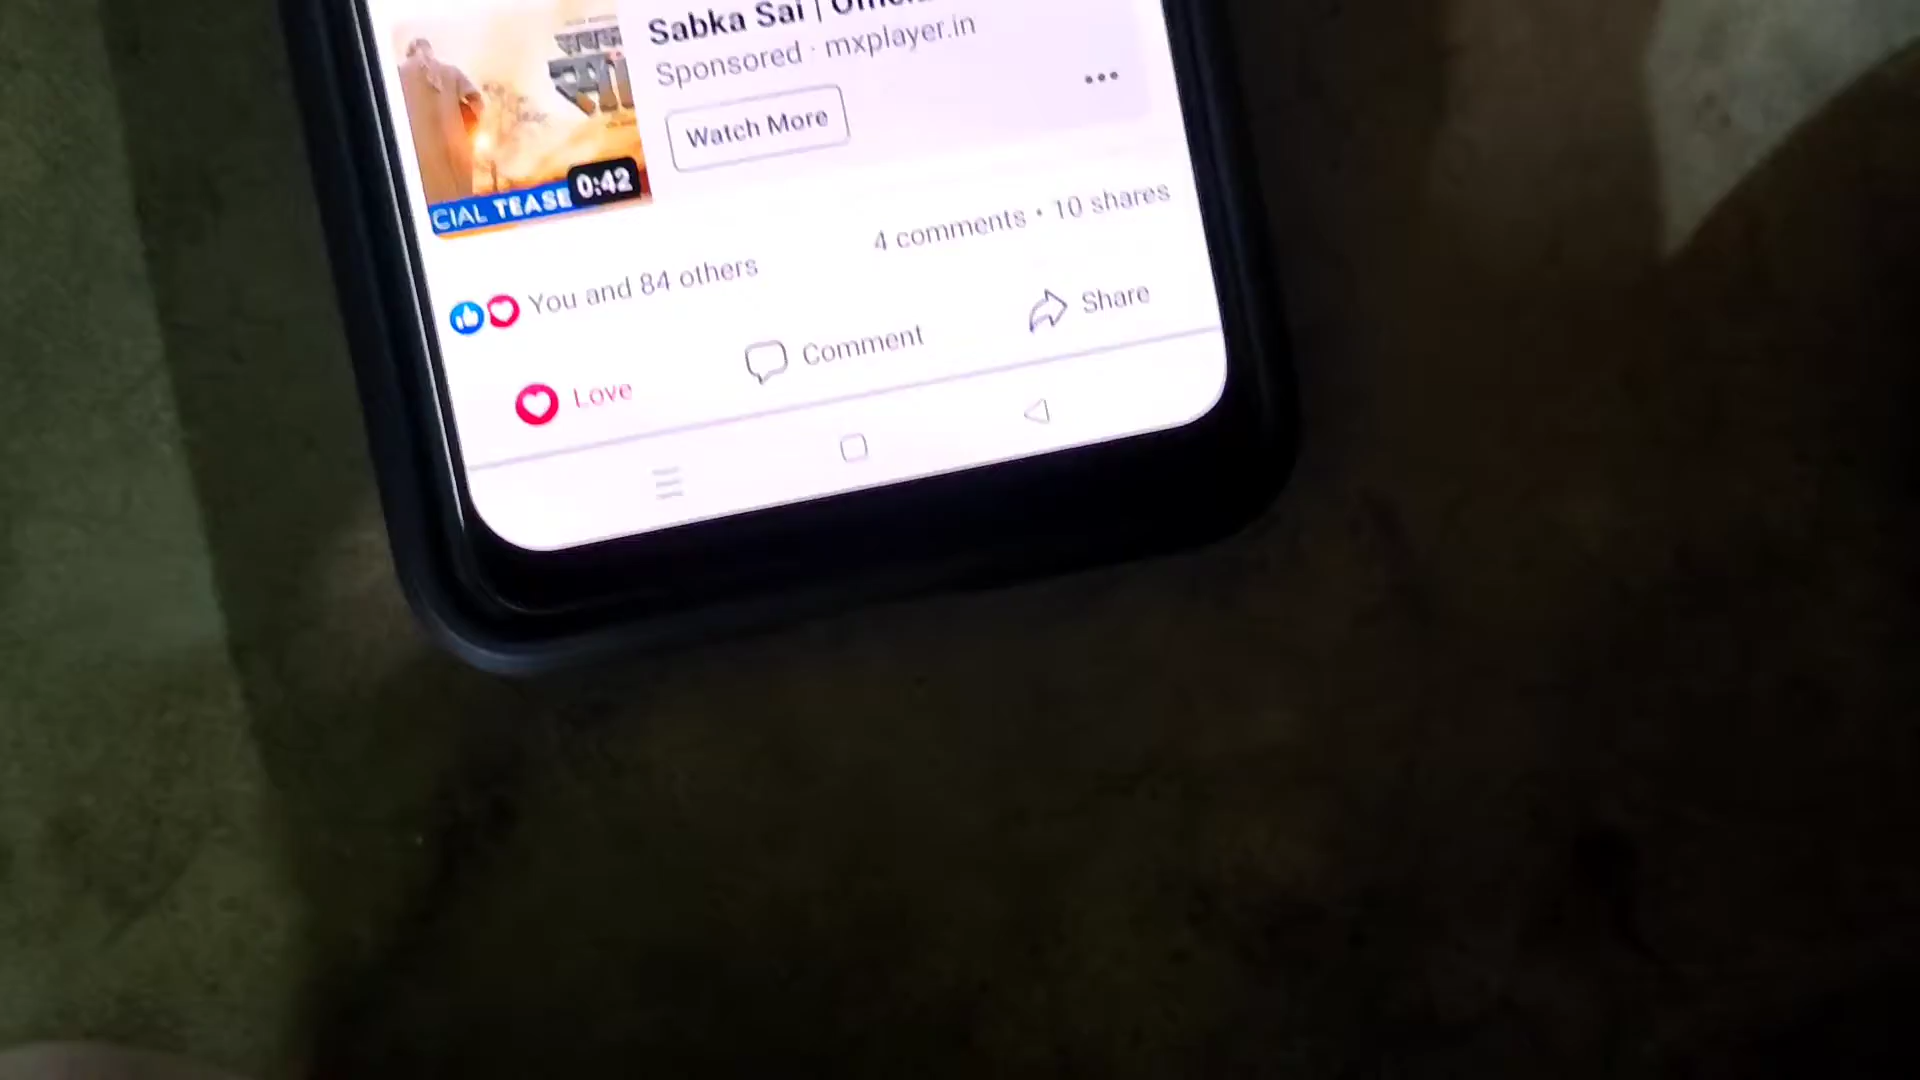 Sabka Sai |
Sponsored · mxplayer.in
Watch More
0:42
CIAL TEASE
You and 84 others
4 comments • 10 shares
Love
Comment
Share